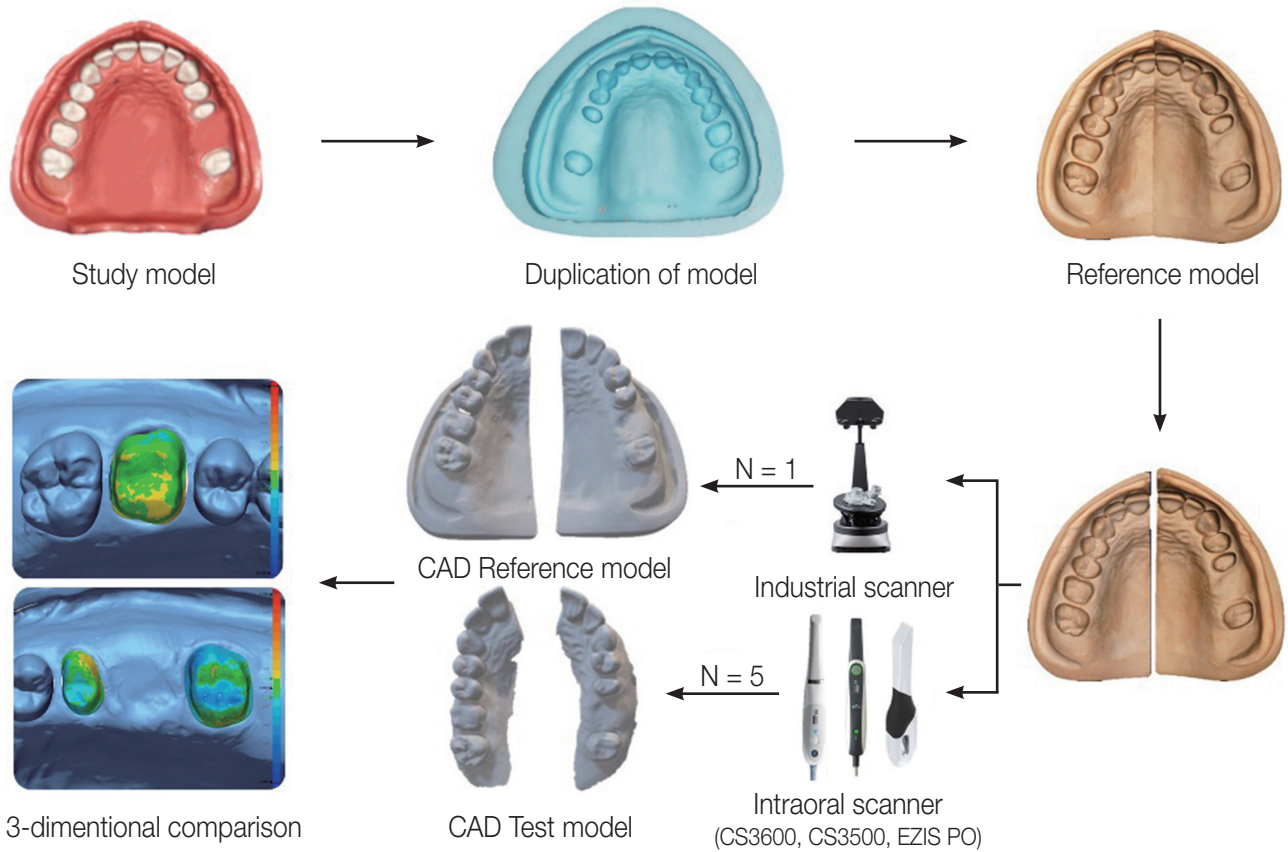 Study model
Duplication of model
Reference model
N = 1
CAD Reference model
Industrial scanner
N = 5
3-dimentional comparison
CAD Test model
Intraoral scanner
(CS3600, CS3500, EZIS PO)